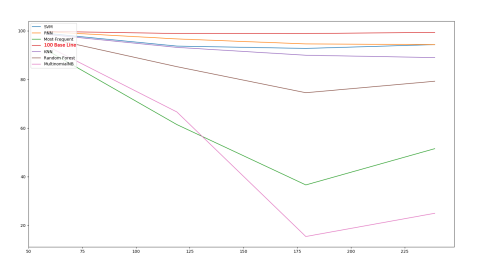 100
80
60
40
20
SVM
PNN
Most Frequent
100 Base Line
KNN
Random Forest
MultinomialNB
50
75
100
125
150
175
200
225